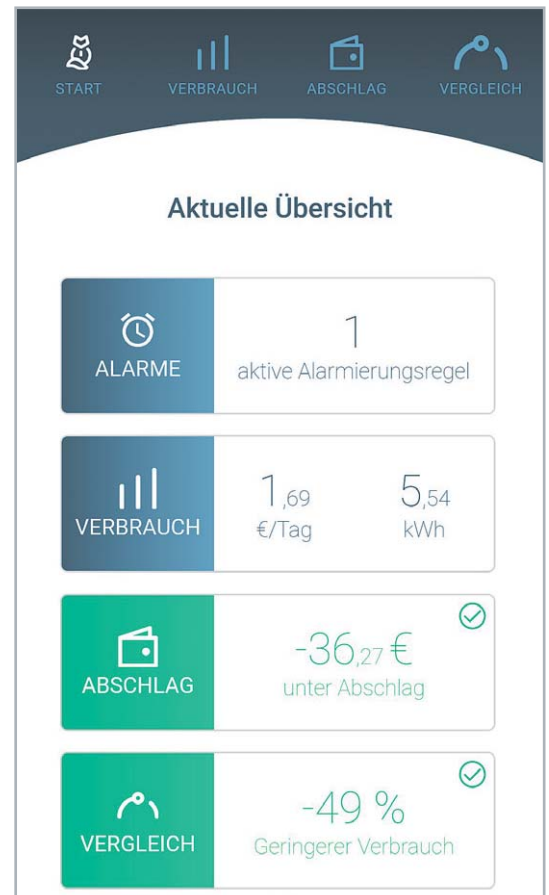 START VERBRAUCH ABSCHLAG VERGLEICH
Aktuelle Übersicht
ALARME
1
aktive Alarmierungsregel
VERBRAUCH
1,69
€/Tag
5,54
kWh
ABSCHLAG
-36,27 €
unter Abschlag
VERGLEICH
-49 %
Geringerer Verbrauch